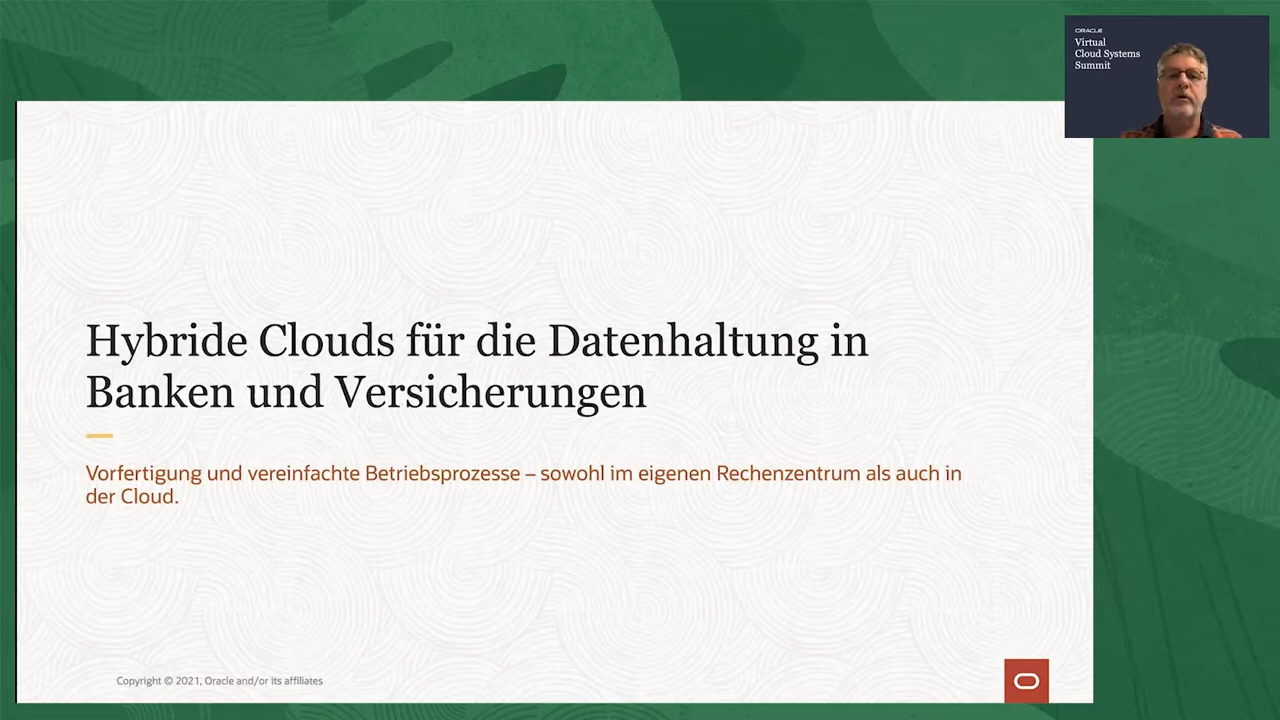 ORACLE
Virtual
Cloud Systems
Summit
Hybride Clouds für die Datenhaltung in
Banken und Versicherungen
Vorfertigung und vereinfachte Betriebsprozesse – sowohl im eigenen Rechenzentrum als auch in
der Cloud.
Copyright © 2021, Oracle and/or its affiliates